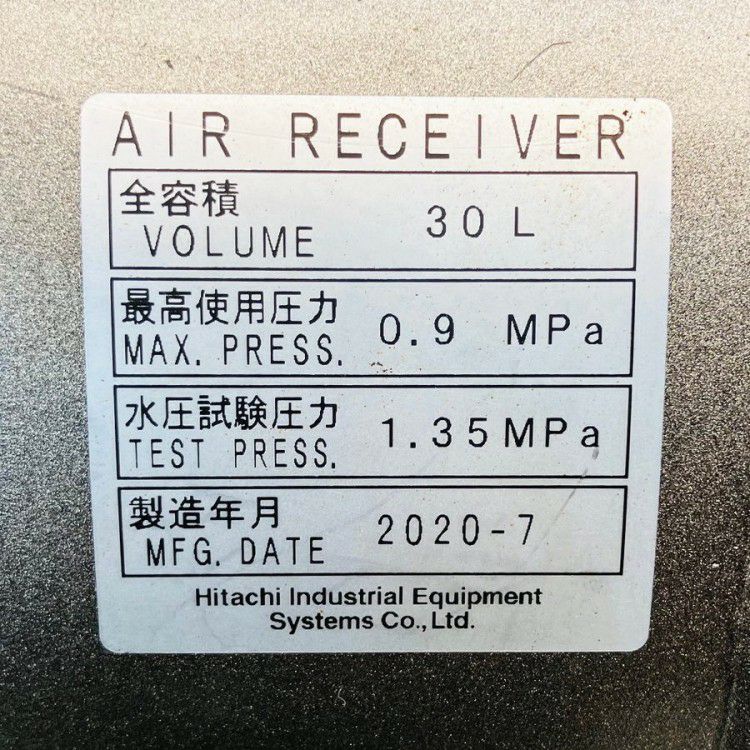 AIR RECEIVER
全容積
VOLUME
30 L
最高使用圧力
MAX. PRESS.
0.9 MPa
水圧試験圧力
TEST PRESS.
1.35 MPa
製造年月
MFG. DATE
2020-7
Hitachi Industrial Equipment
Systems Co.,Ltd.